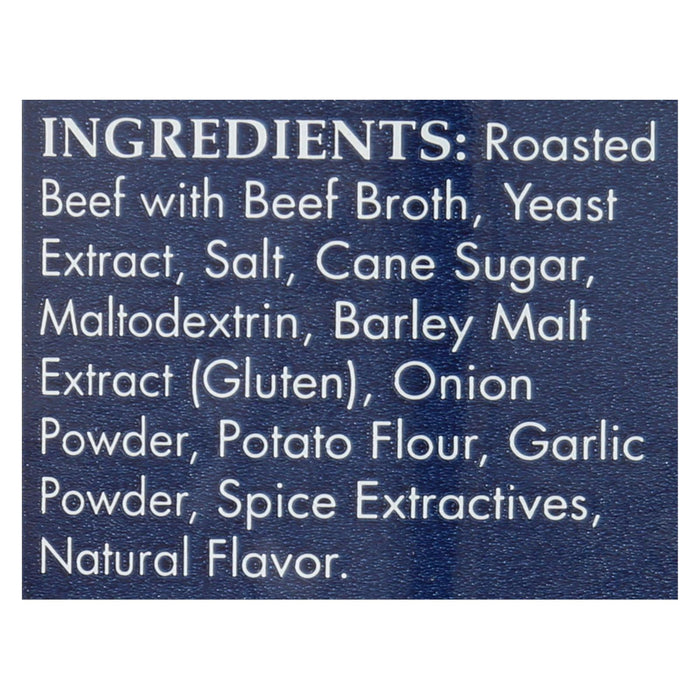 INGREDIENTS: Roasted
Beef with Beef Broth, Yeast
Extract, Salt, Cane Sugar,
Maltodextrin, Barley Malt
Extract (Gluten), Onion
Powder, Potato Flour, Garlic
Powder, Spice Extractives,
Natural Flavor.